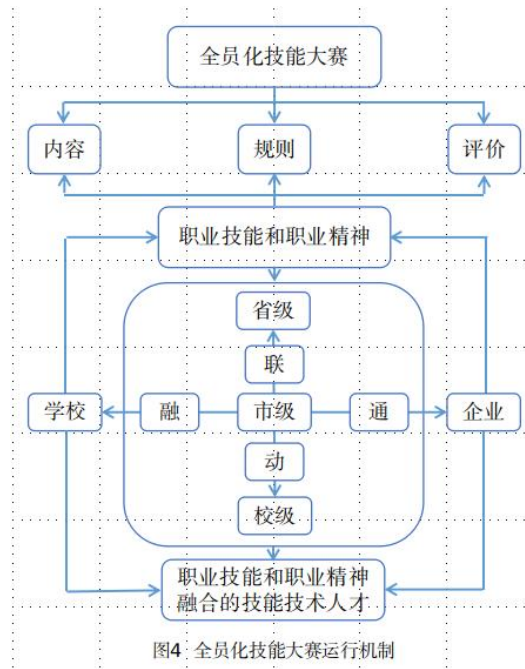 全员化技能大赛
内容
规则
评价
职业技能和职业精神
省级
联
学校
融
市级
通
企业
动
校级
职业技能和职业精神
融合的技能技术人才
图4 全员化技能大赛运行机制